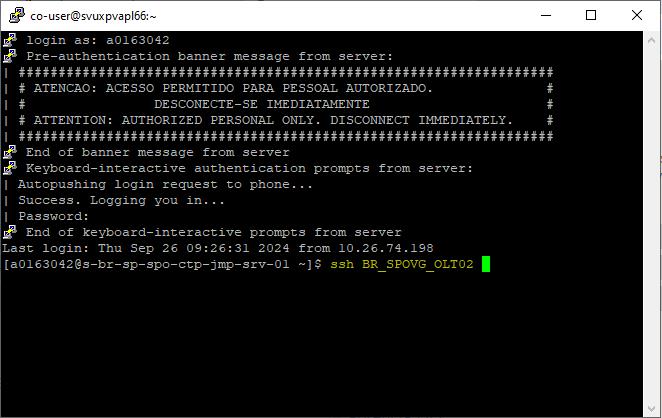 co-user@svuxpvapl66:~
login as: a0163042
Pre-authentication banner message from server:
| ####################################################################
| # ATENCAO: ACESSO PERMITIDO PARA PESSOAL AUTORIZADO.               #
| #                 DESCONECTE-SE IMEDIATAMENTE                      #
| # ATTENTION: AUTHORIZED PERSONAL ONLY. DISCONNECT IMMEDIATELY.     #
| ####################################################################
End of banner message from server
Keyboard-interactive authentication prompts from server:
| Autopushing login request to phone...
| Success. Logging you in...
| Password:
End of keyboard-interactive prompts from server
Last login: Thu Sep 26 09:26:31 2024 from 10.26.74.198
[a0163042@s-br-sp-spo-ctp-jmp-srv-01 ~]$ ssh BR_SPOVG_OLT02